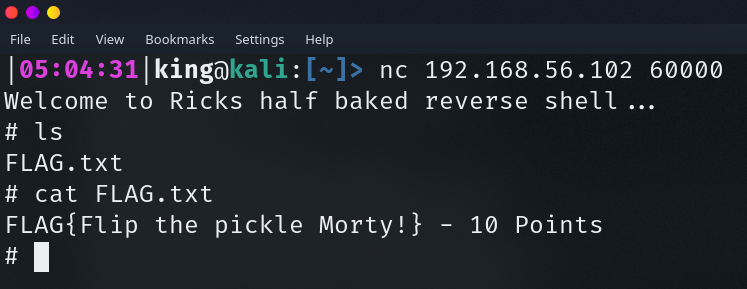 File Edit View Bookmarks Settings Help
|05:04:31|king@kali:[~]> nc 192.168.56.102 60000
Welcome to Ricks half baked reverse shell...
# ls
FLAG.txt
# cat FLAG.txt
FLAG{Flip the pickle Morty!} - 10 Points
#